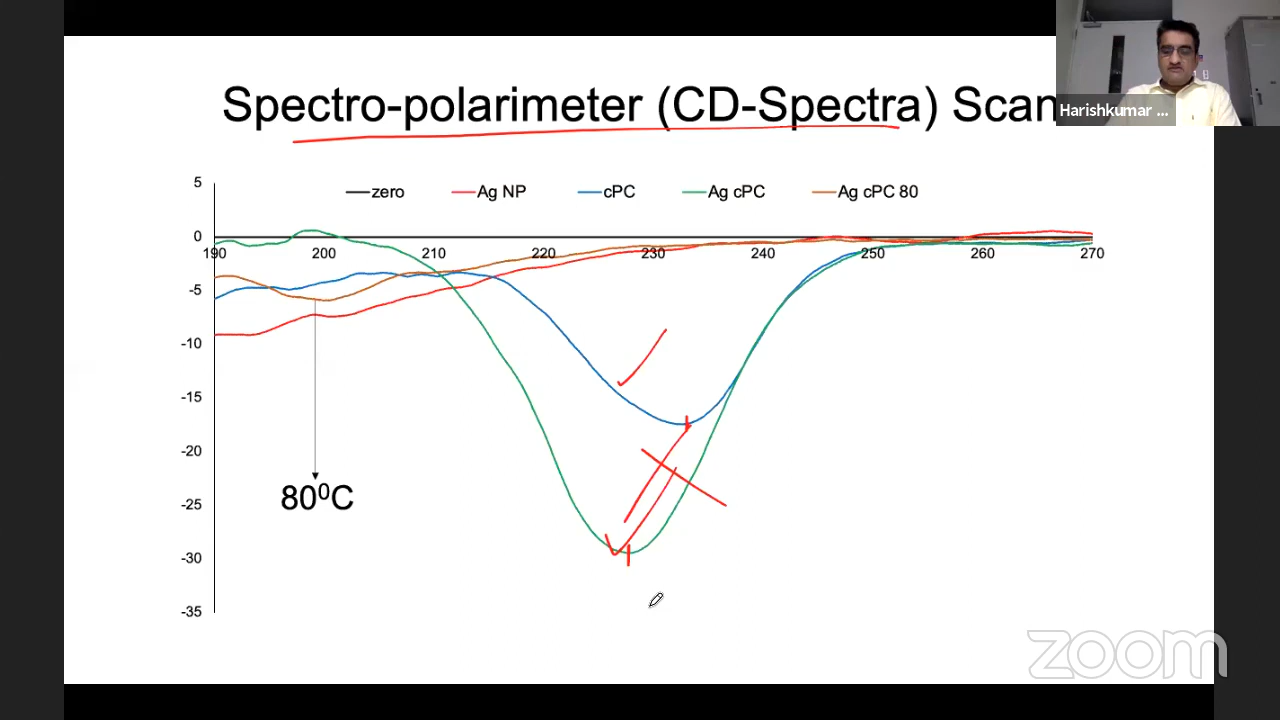 Spectro-polarimeter (CD-Spectra) Scan
Harishkumar ...
zero Ag NP cPC Ag cPC Ag cPC 80
5
0
190 200 210 220 230 240 250 260 270
-5
-10
-15
-20
-25
-30
-35
80⁰C
zoom